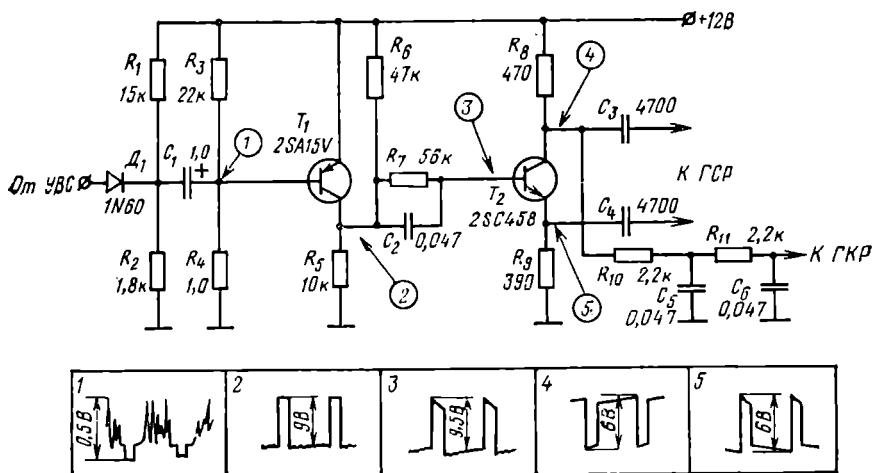 +12В
R1
15к
R3
22к
R6
47к
R8
470
4
C3
4700
T1
2SA15V
1
3
От УВС
Д1
1N60
C1
1,0
+
R7
56к
К ГСР
T2
2SC458
C4
4700
C2
0,047
R2
1,8к
R4
1,0
R5
10к
2
R9
390
5
R10
2,2к
R11
2,2к
К ГКР
C5
0,047
C6
0,047
1
0,5В
2
9В
3
9,5В
4
6В
5
6В